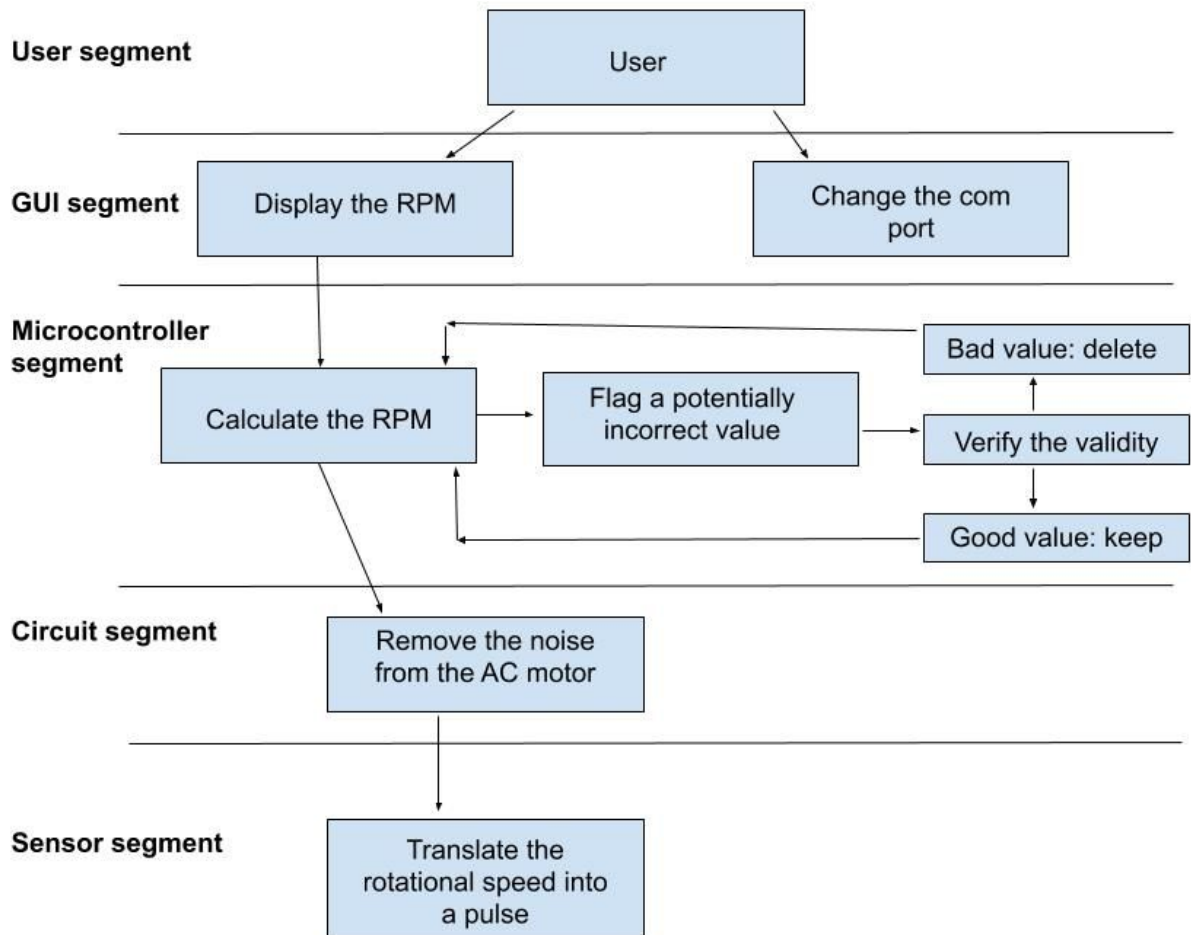 User segment
User
GUI segment
Display the RPM
Change the com
port
Microcontroller
segment
Bad value: delete
Calculate the RPM
Flag a potentially
incorrect value
Verify the validity
Good value: keep
Circuit segment
Remove the noise
from the AC motor
Sensor segment
Translate the
rotational speed into
a pulse